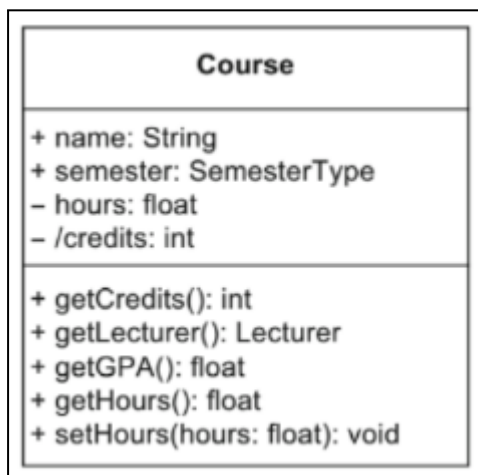 Course
+ name: String
+ semester: SemesterType
– hours: float
– /credits: int
+ getCredits(): int
+ getLecturer(): Lecturer
+ getGPA(): float
+ getHours(): float
+ setHours(hours: float): void